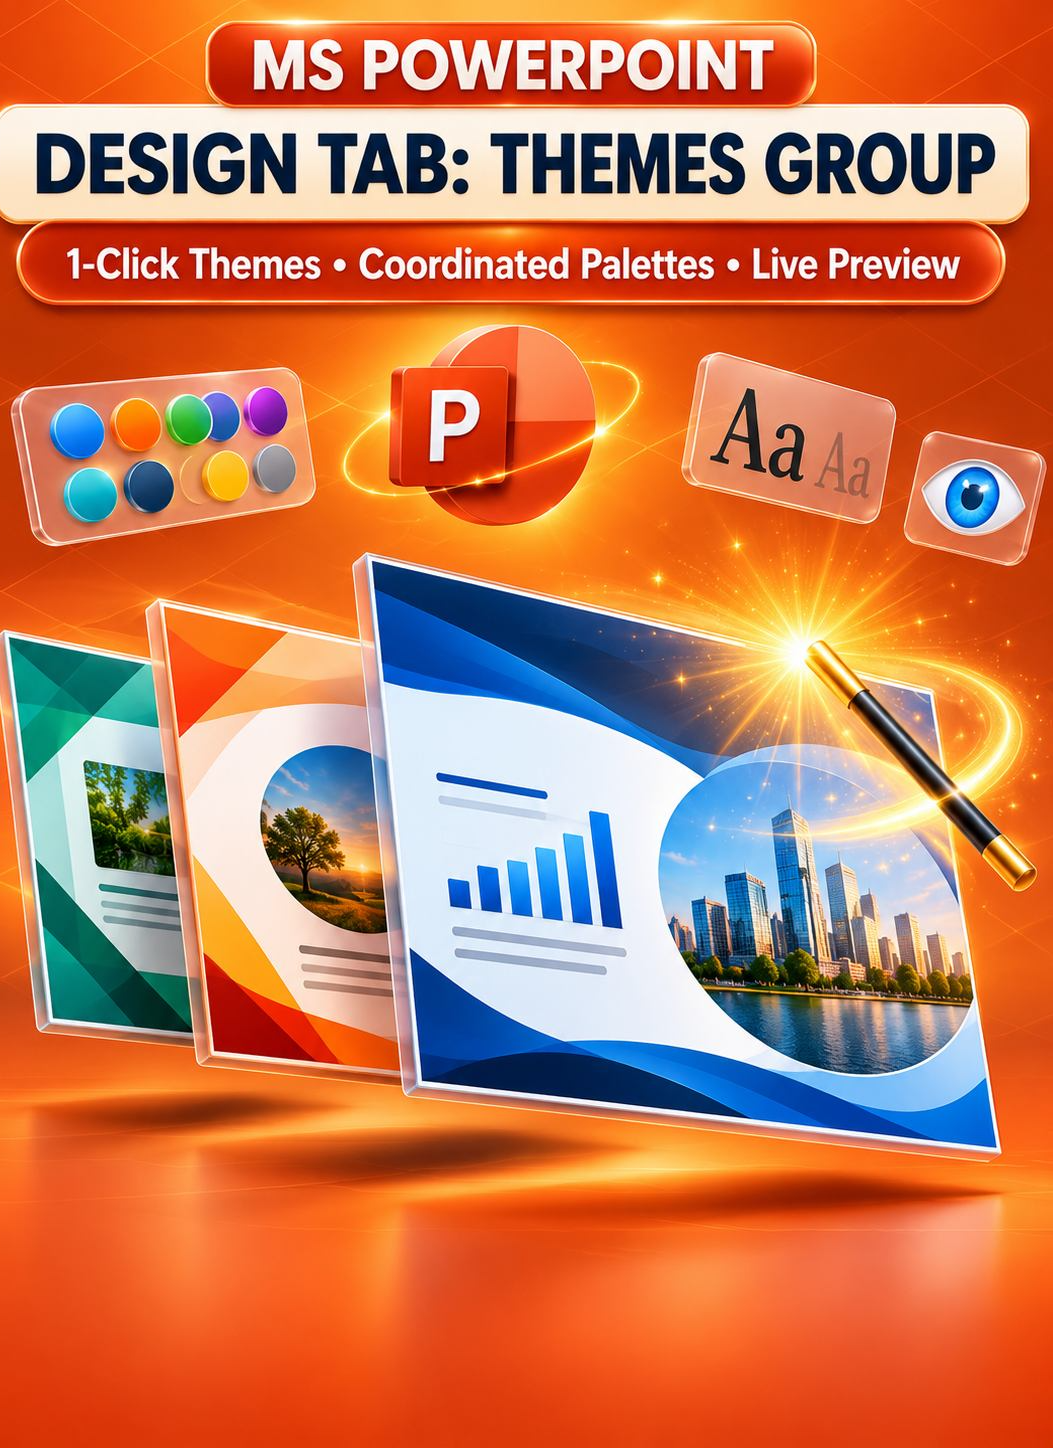 MS POWERPOINT
DESIGN TAB: THEMES GROUP
1-Click Themes • Coordinated Palettes • Live Preview
P
Aa Aa